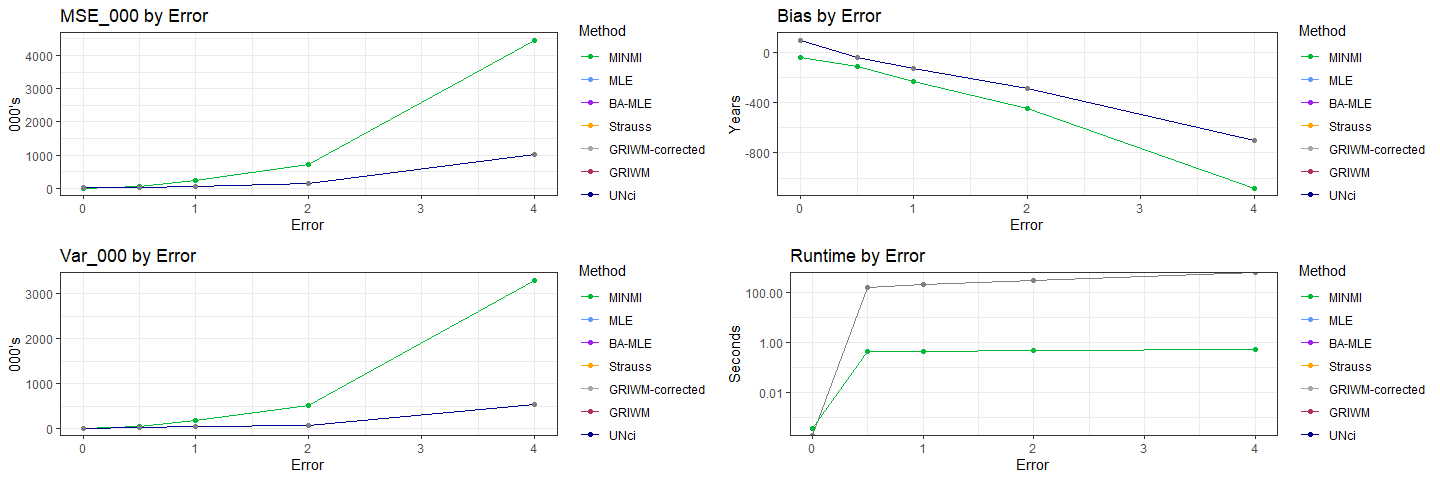 MSE_000 by Error
4000
3000
2000
1000
0
000's
0 1 2 3 4
Error
Method
MINMI
MLE
BA-MLE
Strauss
GRIWM-corrected
GRIWM
UNci
Bias by Error
0
-400
-800
Years
0 1 2 3 4
Error
Method
MINMI
MLE
BA-MLE
Strauss
GRIWM-corrected
GRIWM
UNci
Var_000 by Error
3000
2000
1000
0
000's
0 1 2 3 4
Error
Method
MINMI
MLE
BA-MLE
Strauss
GRIWM-corrected
GRIWM
UNci
Runtime by Error
100.00
1.00
0.01
Seconds
0 1 2 3 4
Error
Method
MINMI
MLE
BA-MLE
Strauss
GRIWM-corrected
GRIWM
UNci